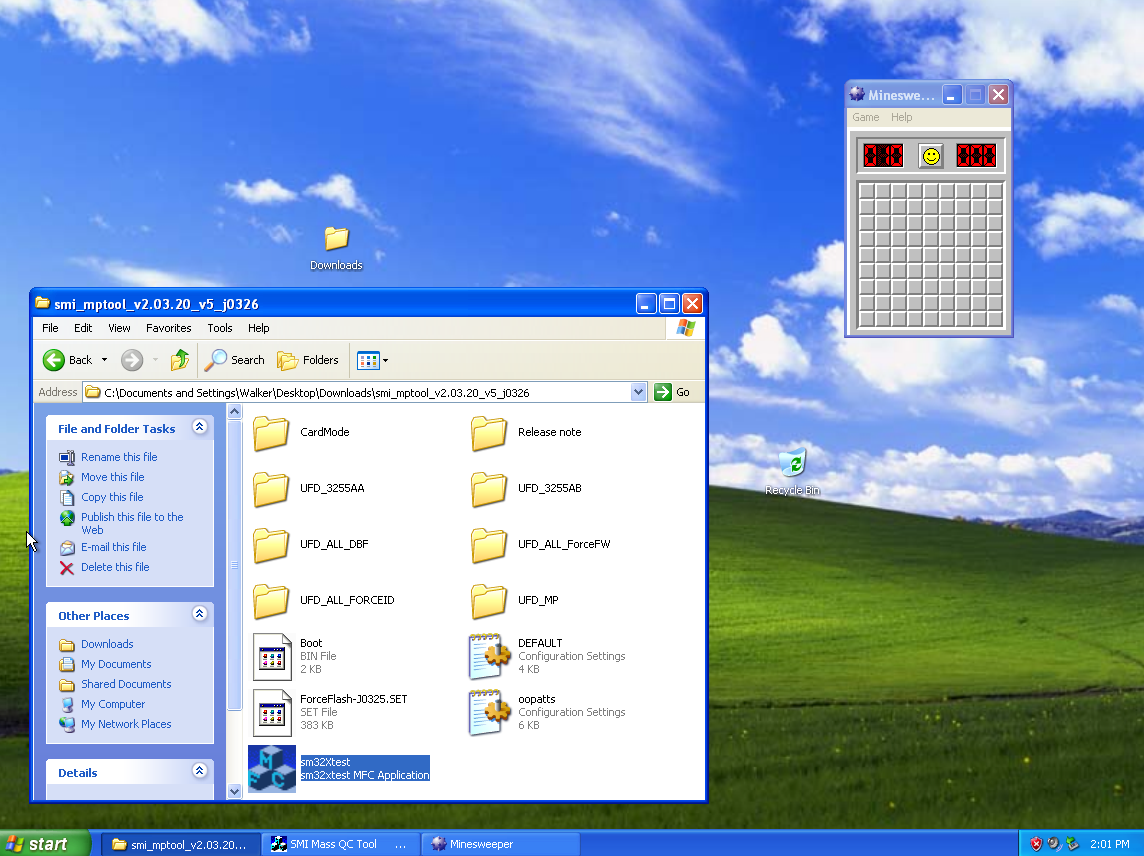 Mineswe...
Game Help
010
000
Downloads
smi_mptool_v2.03.20_v5_j0326
File Edit View Favorites Tools Help
Back Search Folders
Address C:\Documents and Settings\Walker\Desktop\Downloads\smi_mptool_v2.03.20_v5_j0326 Go
File and Folder Tasks
Rename this file
Move this file
Copy this file
Publish this file to the
Web
E-mail this file
Delete this file
Other Places
Downloads
My Documents
Shared Documents
My Computer
My Network Places
Details
CardMode
Release note
UFD_3255AA
UFD_3255AB
UFD_ALL_DBF
UFD_ALL_ForceFW
UFD_ALL_FORCEID
UFD_MP
Boot
BIN File
2 KB
DEFAULT
Configuration Settings
4 KB
ForceFlash-J0325.SET
SET File
383 KB
oopatts
Configuration Settings
6 KB
MFC
sm32Xtest
sm32xtest MFC Application
Recycle Bin
start smi_mptool_v2.03.20... SMI Mass QC Tool ... Minesweeper 2:01 PM